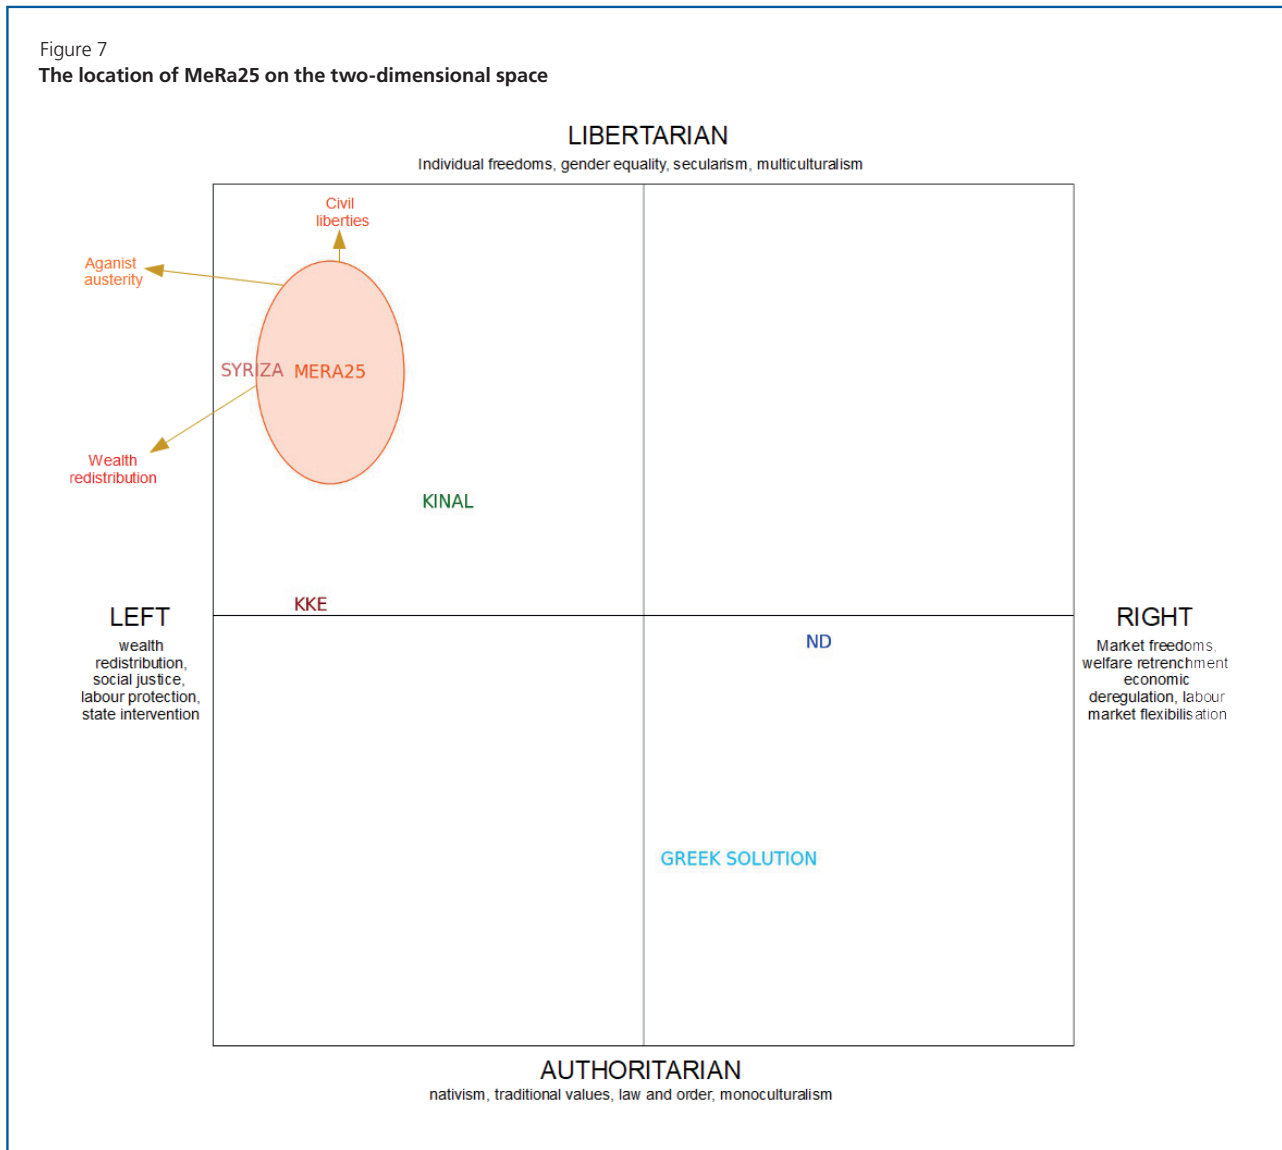 Figure 7
The location of MeRa25 on the two-dimensional space
LIBERTARIAN
Individual freedoms, gender equality, secularism, multiculturalism
Civil
liberties
Aganist
austerity
SYRIZA
MERA25
Wealth
redistribution
KINAL
KKE
LEFT
wealth
redistribution,
social justice,
labour protection,
state intervention
RIGHT
Market freedoms,
welfare retrenchment
economic
deregulation, labour
market flexibilisation
ND
GREEK SOLUTION
AUTHORITARIAN
nativism, traditional values, law and order, monoculturalism